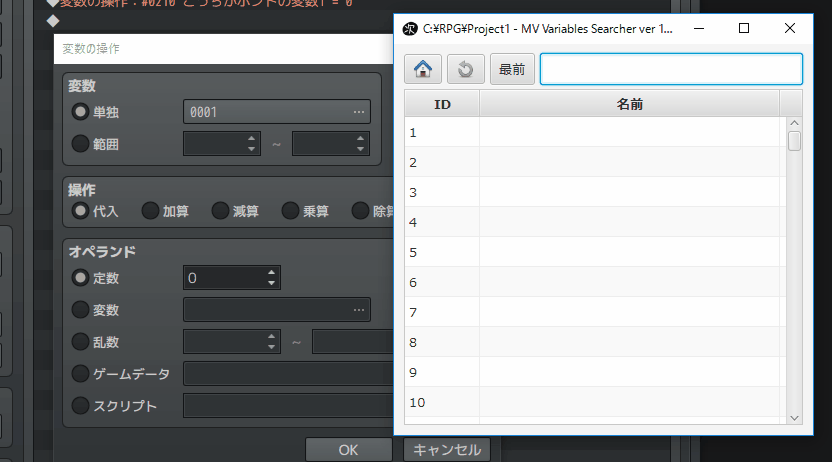 ◆変数の操作：#0210 どっちがホントの変数1 = 0
◆
変数の操作
変数
単独 0001 ...
範囲 ~
操作
代入 加算 減算 乗算 除算
オペランド
定数 0
変数 ...
乱数 ~
ゲームデータ
スクリプト
OK キャンセル
C:¥RPG¥Project1 - MV Variables Searcher ver 1...
最前
ID 名前
1
2
3
4
5
6
7
8
9
10